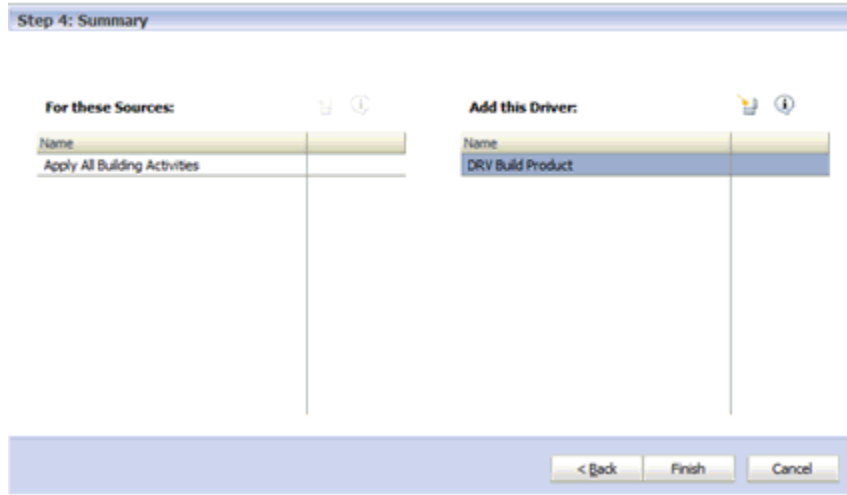 Step 4: Summary
For these Sources:
Add this Driver:
Name
Name
Apply All Building Activities
DRV Build Product
< Back
Finish
Cancel